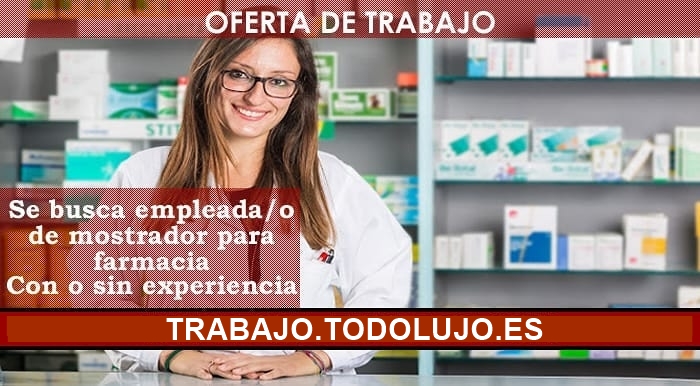 OFERTA DE TRABAJO
Se busca empleada/o
de mostrador para
farmacia
Con o sin experiencia
TRABAJO.TODOLUJO.ES